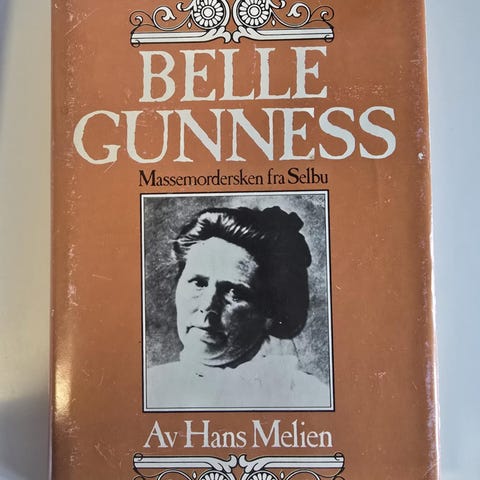 BELLE
GUNNESS
Massemordersken fra Selbu
Av Hans Melien